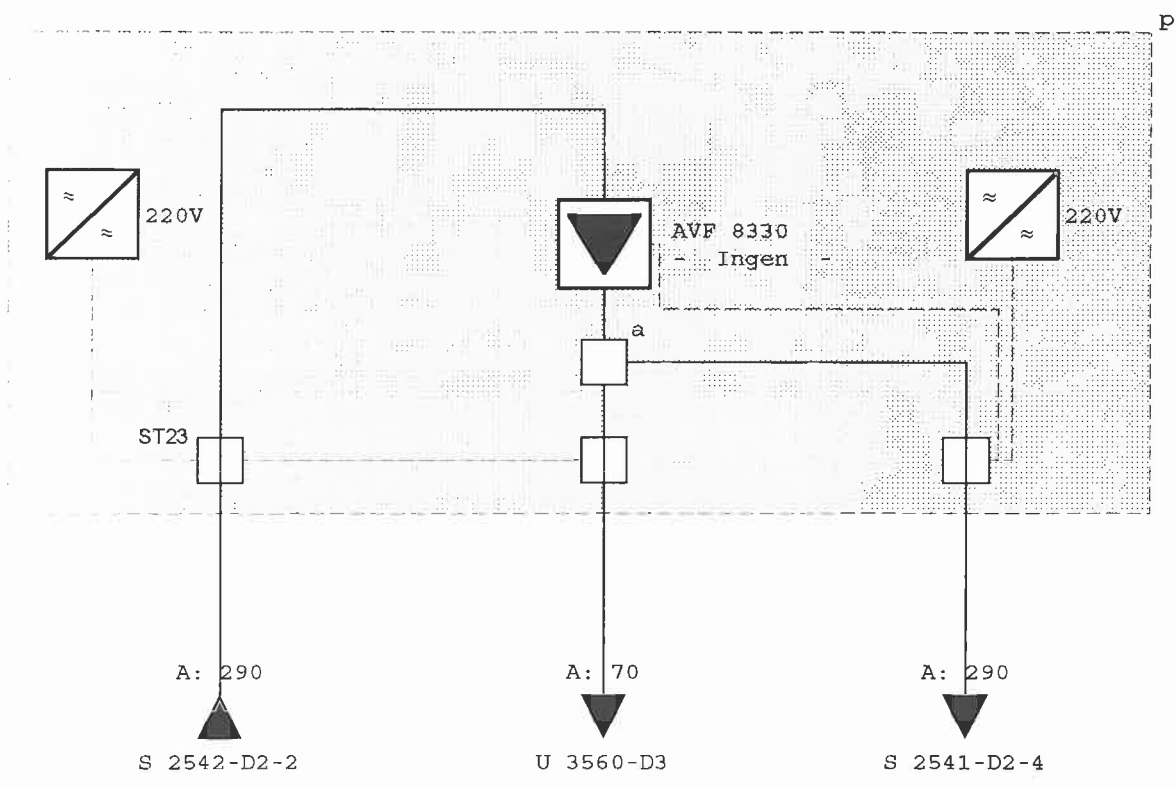 p
220V
AVF 8330
- Ingen -
220V
a
ST23
A: 290
A: 70
A: 290
S 2542-D2-2
U 3560-D3
S 2541-D2-4